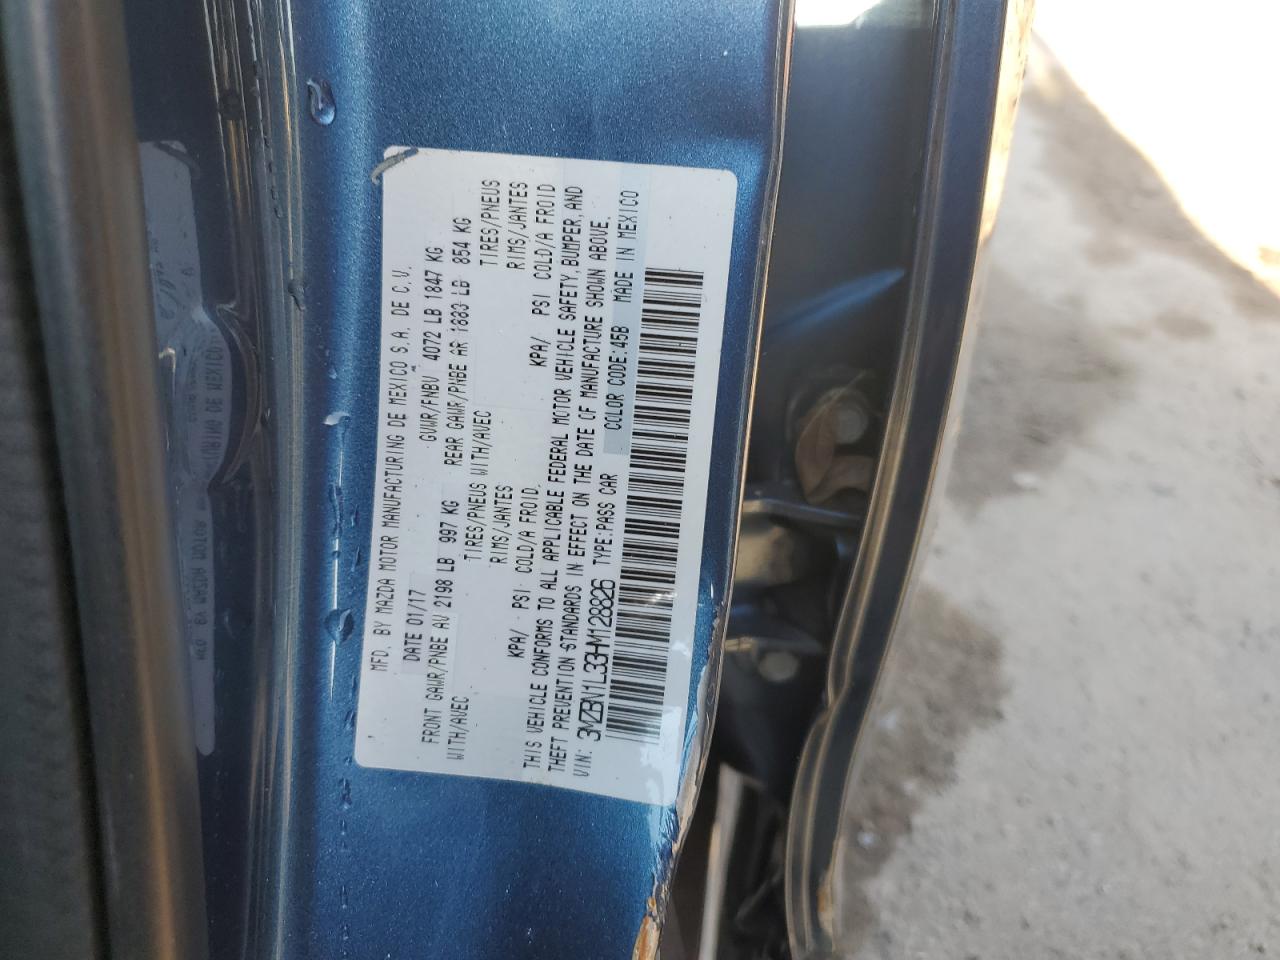 MFD. BY MAZDA MOTOR MANUFACTURING DE MEXICO S.A. DE C.V.
DATE 01/17 GVWR/PNBV 4072 LB 1847 KG
FRONT GAWR/PNBE AV 2198 LB 997 KG REAR GAWR/PNBE AR 1883 LB 854 KG
WITH/AVEC TIRES/PNEUS WITH/AVEC TIRES/PNEUS
RIMS/JANTES RIMS/JANTES
KPA/ PSI COLD/A FROID. KPA/ PSI COLD/A FROID
THIS VEHICLE CONFORMS TO ALL APPLICABLE FEDERAL MOTOR VEHICLE SAFETY, BUMPER, AND
THEFT PREVENTION STANDARDS IN EFFECT ON THE DATE OF MANUFACTURE SHOWN ABOVE.
VIN: 3MZBN1L33HM128826 TYPE:PASS CAR COLOR CODE:45B MADE IN MEXICO